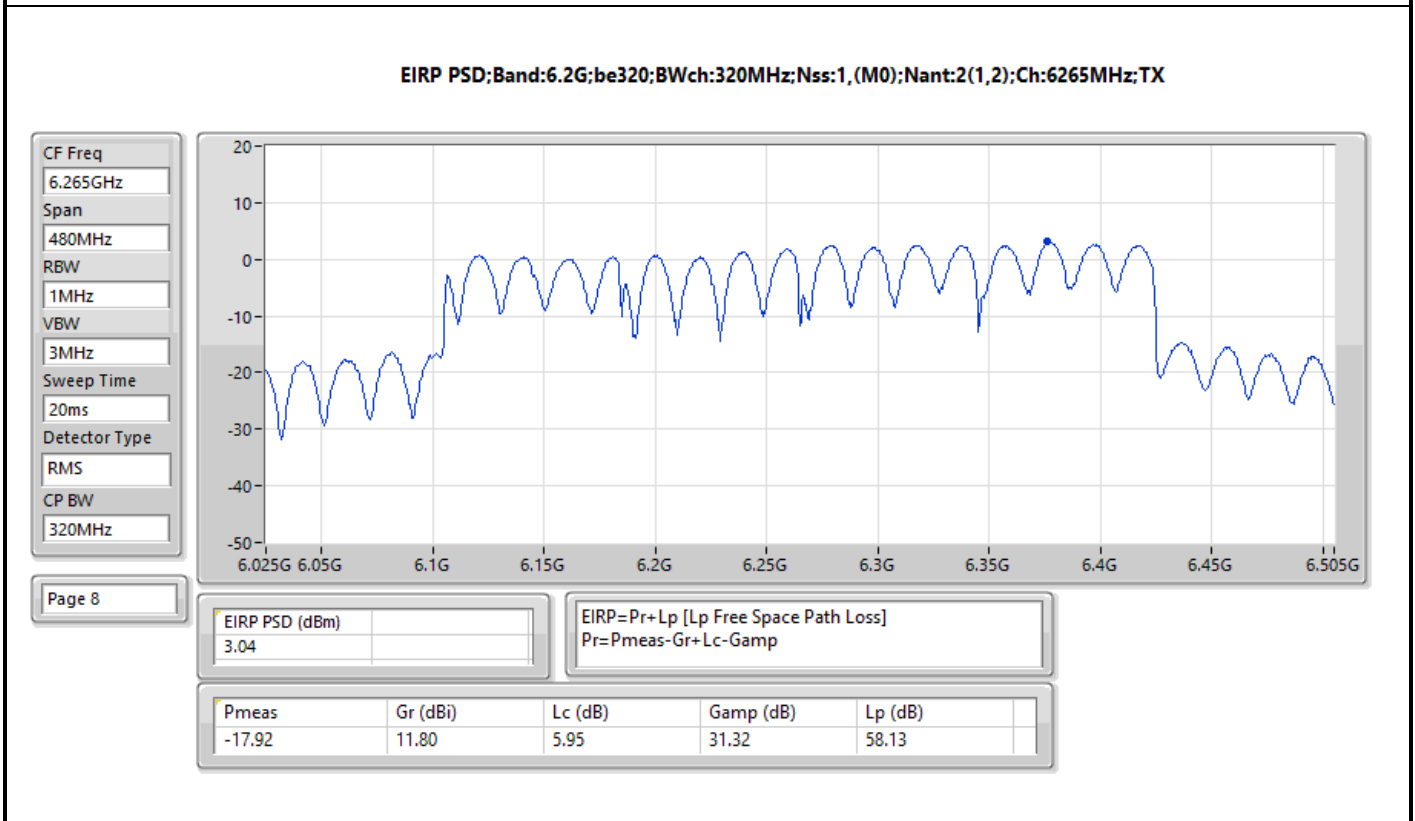 EIRP PSD;Band:6.2G;be320;BWch:320MHz;Nss:1,(M0);Nant:2(1,2);Ch:6265MHz;TX
CF Freq
6.265GHz
Span
480MHz
RBW
1MHz
VBW
3MHz
Sweep Time
20ms
Detector Type
RMS
CP BW
320MHz
Page 8
20
10
0
-10
-20
-30
-40
-50
6.025G 6.05G 6.1G 6.15G 6.2G 6.25G 6.3G 6.35G 6.4G 6.45G 6.505G
EIRP PSD (dBm)
3.04
EIRP=Pr+Lp [Lp Free Space Path Loss]
Pr=Pmeas-Gr+Lc-Gamp
Pmeas Gr (dBi) Lc (dB) Gamp (dB) Lp (dB)
-17.92 11.80 5.95 31.32 58.13